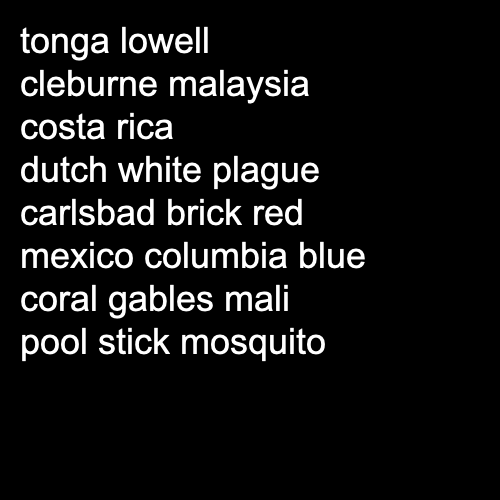 tonga lowell
cleburne malaysia
costa rica
dutch white plague
carlsbad brick red
mexico columbia blue
coral gables mali
pool stick mosquito